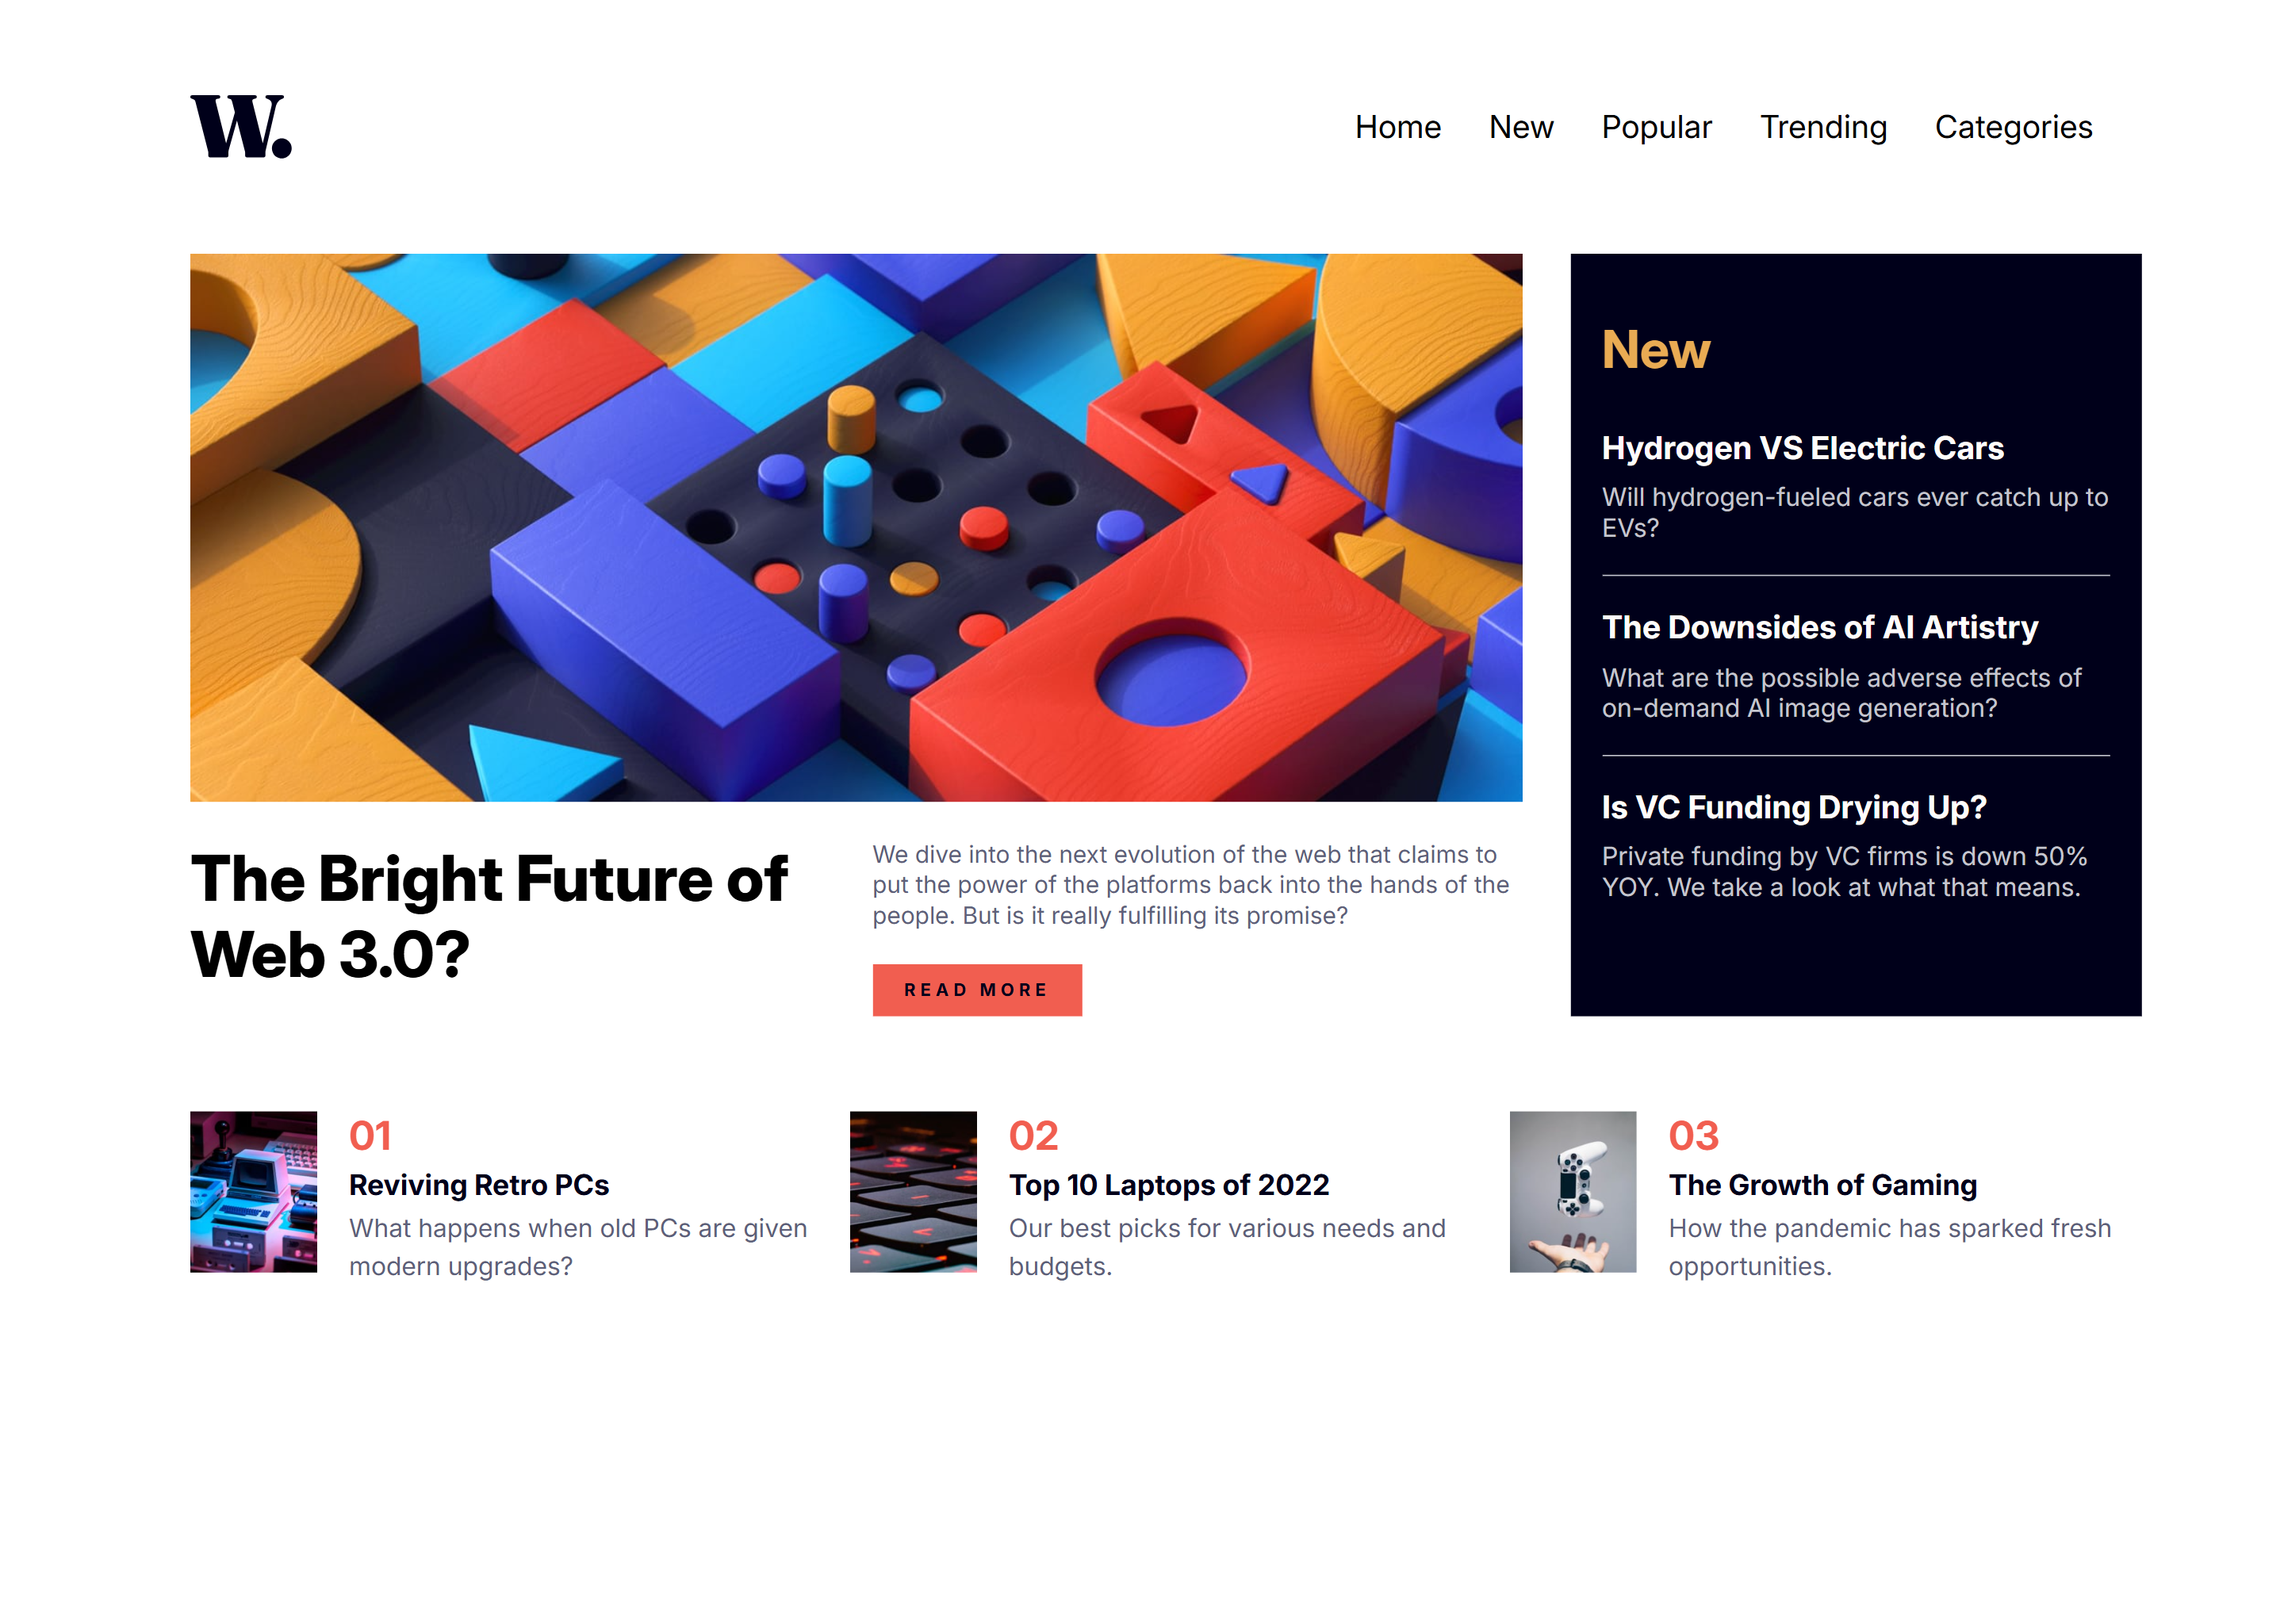 W.
Home New Popular Trending Categories
The Bright Future of
Web 3.0?
We dive into the next evolution of the web that claims to
put the power of the platforms back into the hands of the
people. But is it really fulfilling its promise?
READ MORE
New
Hydrogen VS Electric Cars
Will hydrogen-fueled cars ever catch up to
EVs?
The Downsides of AI Artistry
What are the possible adverse effects of
on-demand AI image generation?
Is VC Funding Drying Up?
Private funding by VC firms is down 50%
YOY. We take a look at what that means.
01
Reviving Retro PCs
What happens when old PCs are given
modern upgrades?
02
Top 10 Laptops of 2022
Our best picks for various needs and
budgets.
03
The Growth of Gaming
How the pandemic has sparked fresh
opportunities.